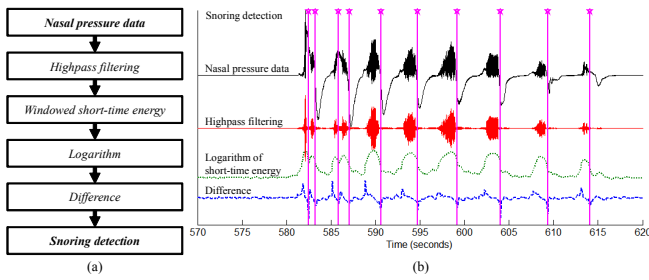 Nasal pressure data
Highpass filtering
Windowed short-time energy
Logarithm
Difference
Snoring detection
(a)
Snoring detection
Nasal pressure data
Highpass filtering
Logarithm of
short-time energy
Difference
570 575 580 585 590 595 600 605 610 615 620
Time (seconds)
(b)